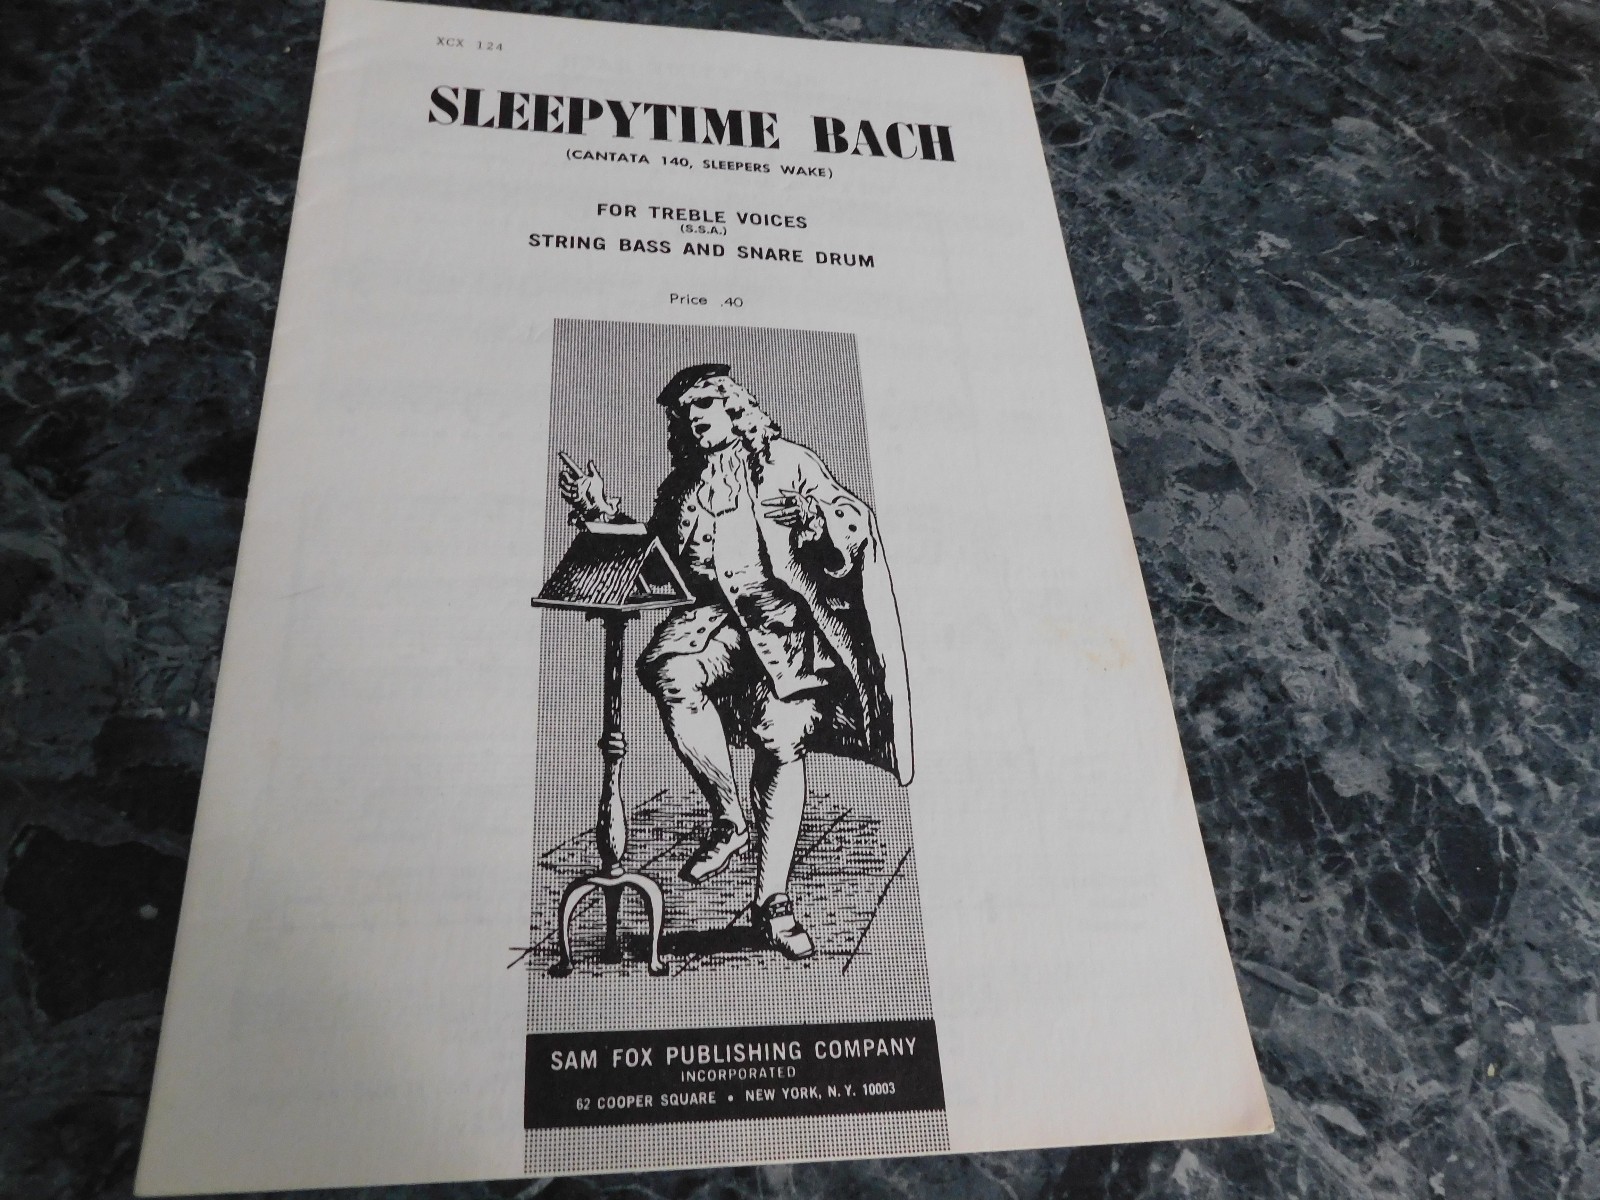 XCX 124
SLEEPYTIME BACH
(CANTATA 140, SLEEPERS WAKE)
FOR TREBLE VOICES
(S.S.A.)
STRING BASS AND SNARE DRUM
Price .40
SAM FOX PUBLISHING COMPANY
INCORPORATED
62 COOPER SQUARE • NEW YORK, N.Y. 10003